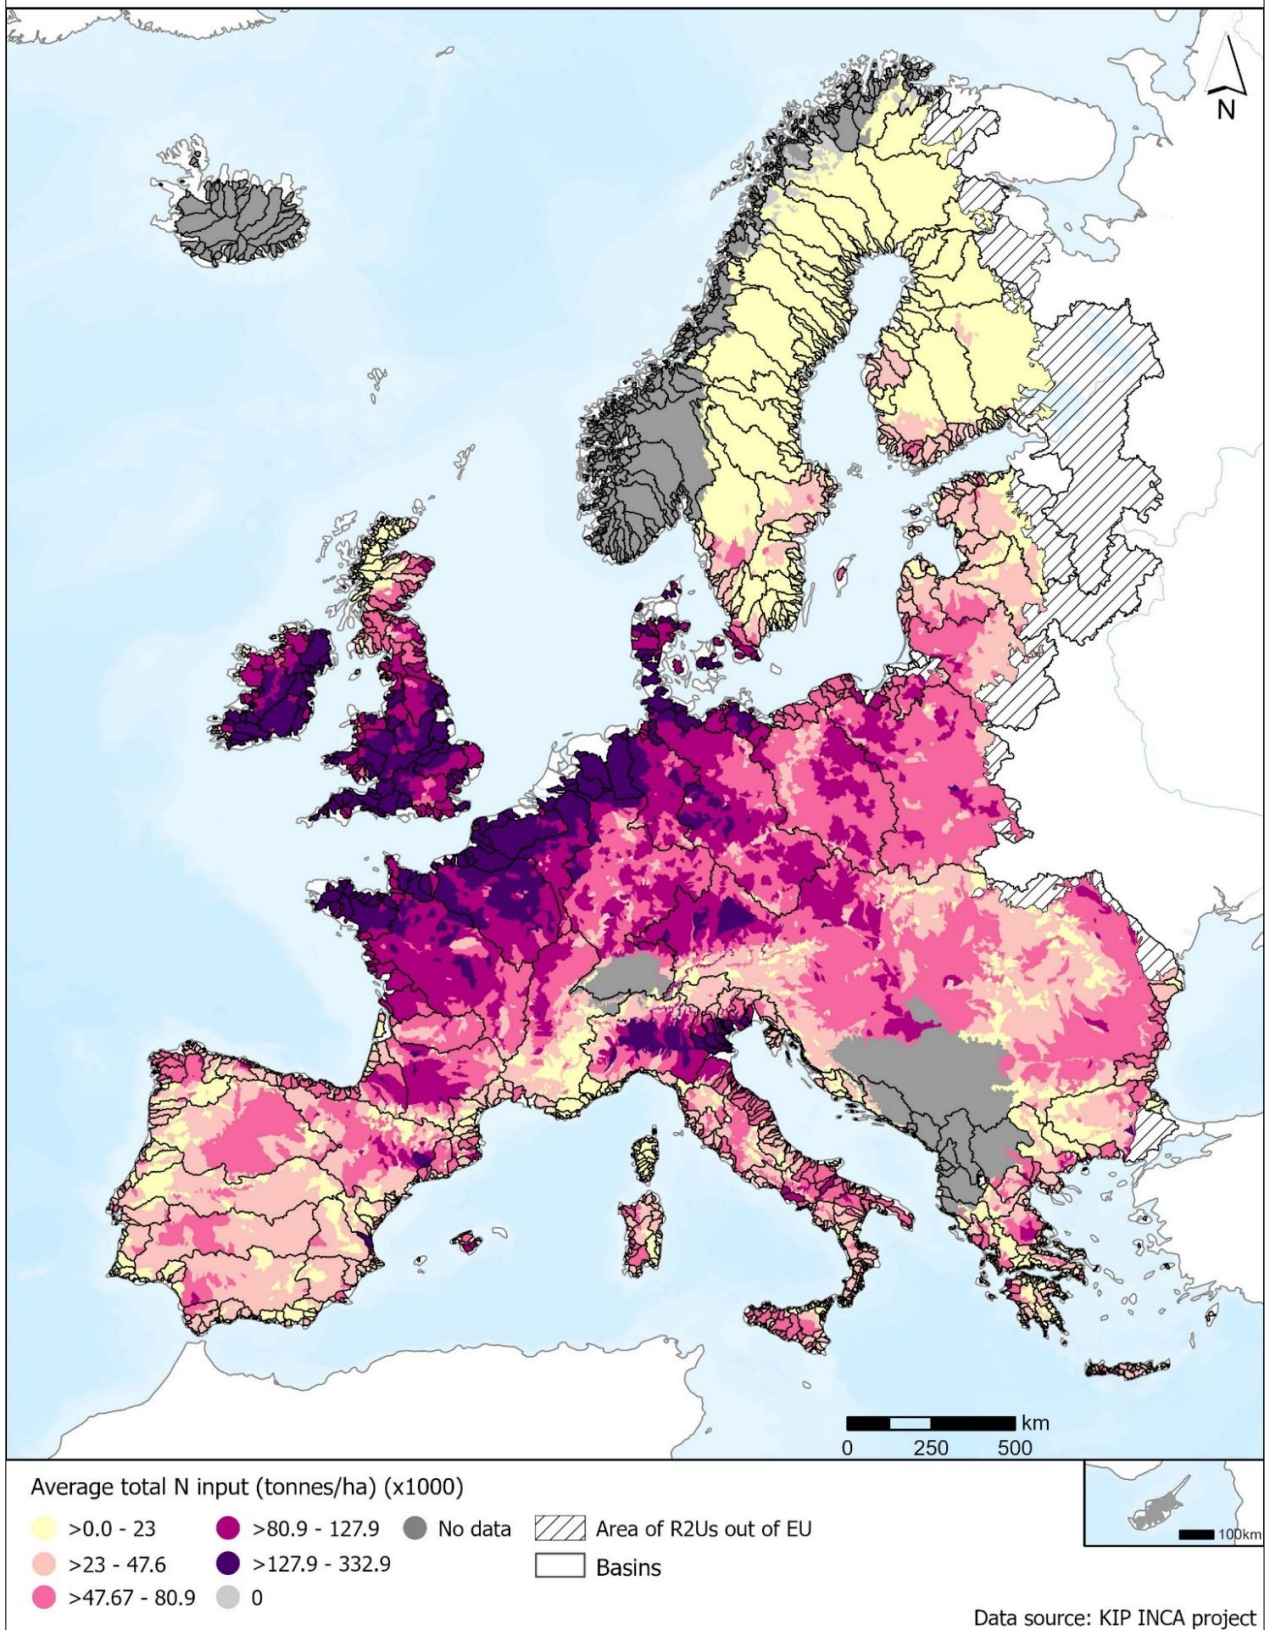 N
km
0 250 500
Average total N input (tonnes/ha) (x1000)
>0.0 - 23 >80.9 - 127.9 No data Area of R2Us out of EU
>23 - 47.6 >127.9 - 332.9 Basins
>47.67 - 80.9 0
100km
Data source: KIP INCA project